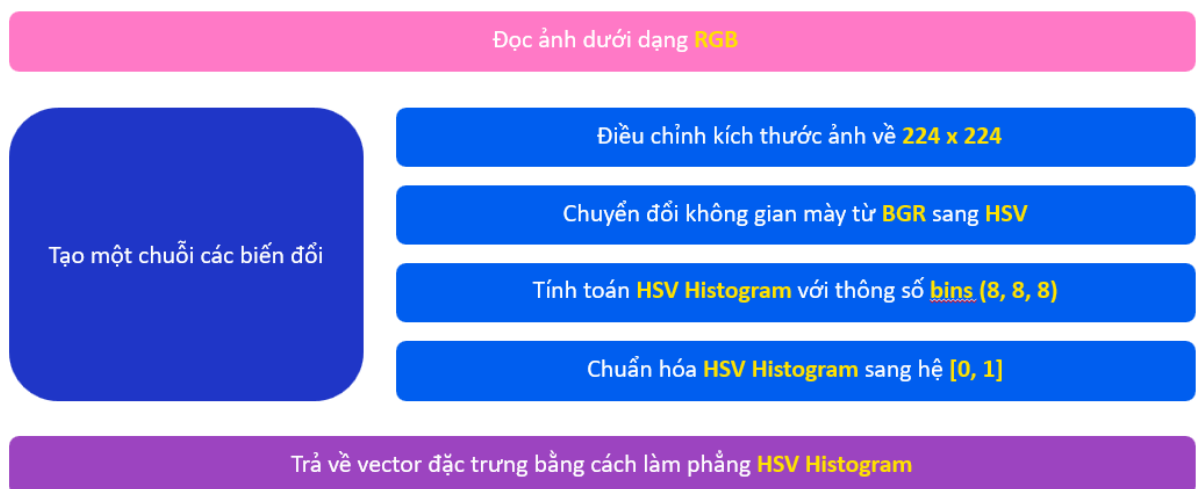 Đọc ảnh dưới dạng RGB
Tạo một chuỗi các biến đổi
Điều chỉnh kích thước ảnh về 224 x 224
Chuyển đổi không gian mày từ BGR sang HSV
Tính toán HSV Histogram với thông số bins (8, 8, 8)
Chuẩn hóa HSV Histogram sang hệ [0, 1]
Trả về vector đặc trưng bằng cách làm phẳng HSV Histogram